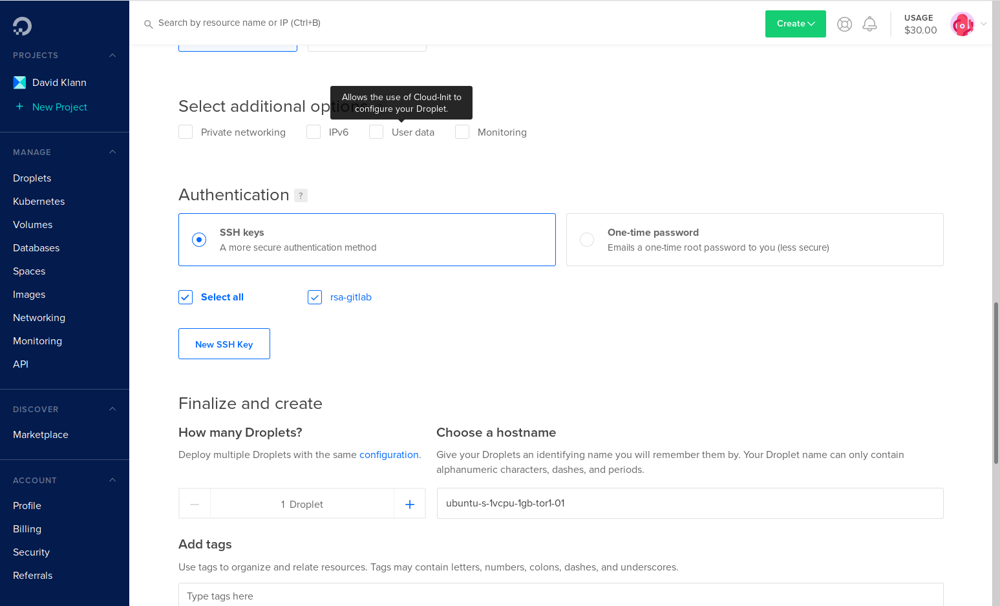 Search by resource name or IP (Ctrl+B)
Create
USAGE
$30.00
PROJECTS
David Klann
+ New Project
MANAGE
Droplets
Kubernetes
Volumes
Databases
Spaces
Images
Networking
Monitoring
API
DISCOVER
Marketplace
ACCOUNT
Profile
Billing
Security
Referrals
Allows the use of Cloud-Init to
configure your Droplet.
Select additional options
Private networking
IPv6
User data
Monitoring
Authentication ?
SSH keys
A more secure authentication method
One-time password
Emails a one-time root password to you (less secure)
Select all
rsa-gitlab
New SSH Key
Finalize and create
How many Droplets?
Deploy multiple Droplets with the same configuration.
1 Droplet
Choose a hostname
Give your Droplets an identifying name you will remember them by. Your Droplet name can only contain
alphanumeric characters, dashes, and periods.
ubuntu-s-1vcpu-1gb-tor1-01
Add tags
Use tags to organize and relate resources. Tags may contain letters, numbers, colons, dashes, and underscores.
Type tags here